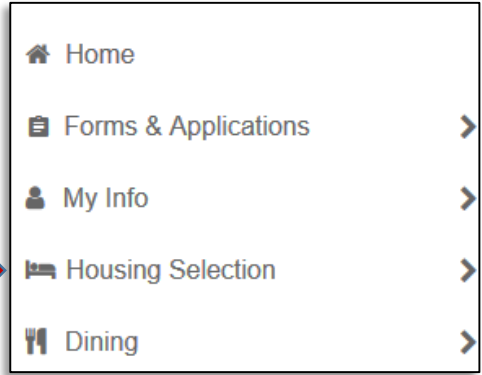 Home
Forms & Applications
My Info
Housing Selection
Dining